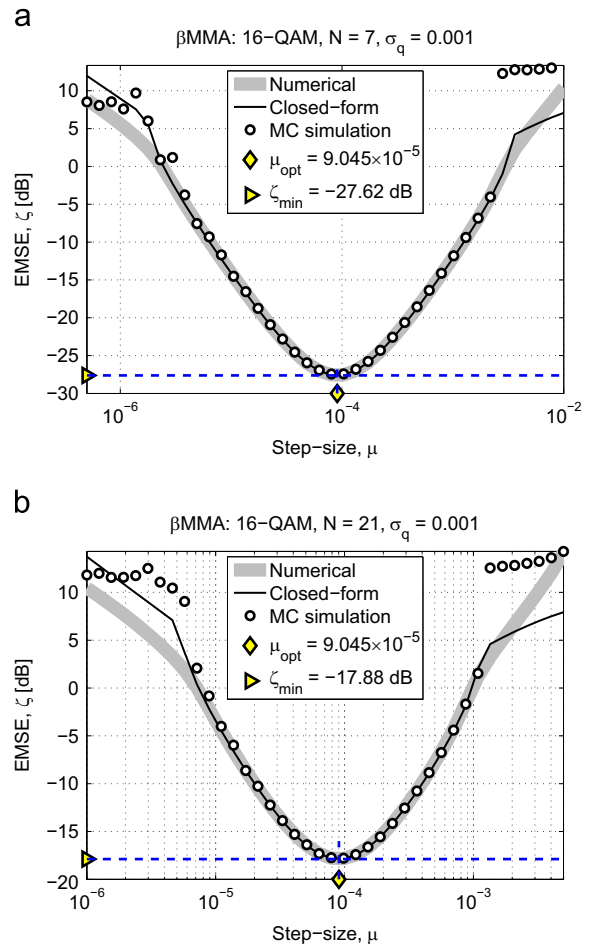 a
βMMA: 16-QAM, N = 7, σq = 0.001
EMSE, ζ [dB]
10
5
0
−5
−10
−15
−20
−25
−30
Numerical
Closed-form
MC simulation
μopt = 9.045×10−5
ζmin = −27.62 dB
10−6
10−4
10−2
Step-size, μ
b
βMMA: 16-QAM, N = 21, σq = 0.001
EMSE, ζ [dB]
10
5
0
−5
−10
−15
−20
Numerical
Closed-form
MC simulation
μopt = 9.045×10−5
ζmin = −17.88 dB
10−6
10−5
10−4
10−3
Step-size, μ